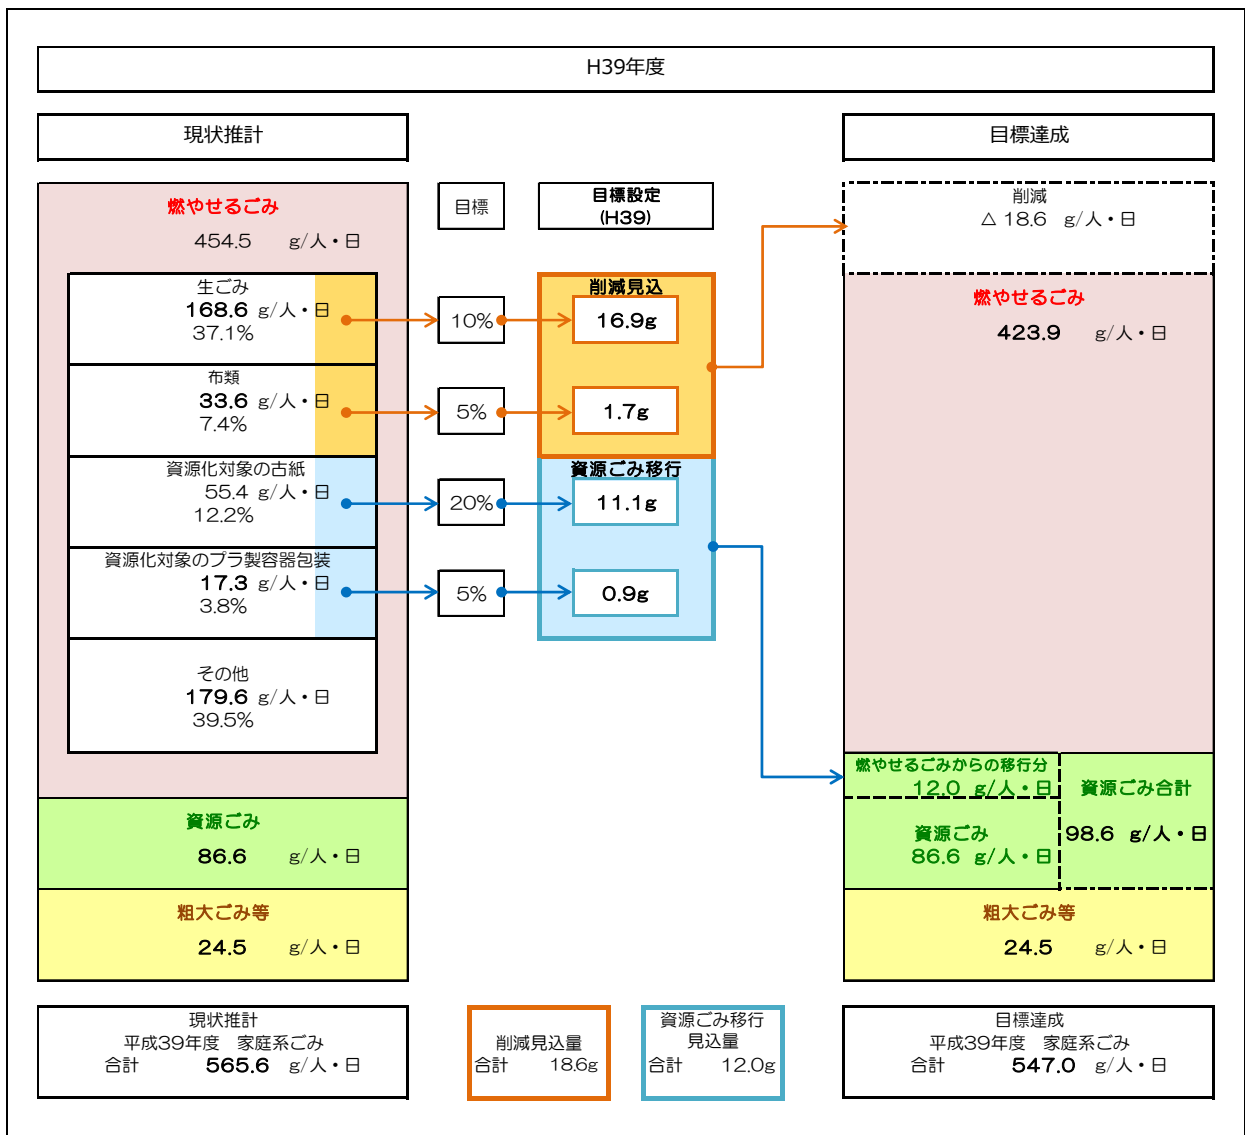 H39年度
現状推計
目標達成
燃やせるごみ
454.5 g/人・日
目標
目標設定
(H39)
削減
△ 18.6 g/人・日
生ごみ
168.6 g/人・日
37.1%
10%
削減見込
16.9g
燃やせるごみ
423.9 g/人・日
布類
33.6 g/人・日
7.4%
5%
1.7g
資源化対象の古紙
55.4 g/人・日
12.2%
20%
資源ごみ移行
11.1g
資源化対象のプラ製容器包装
17.3 g/人・日
3.8%
5%
0.9g
その他
179.6 g/人・日
39.5%
燃やせるごみからの移行分
12.0 g/人・日
資源ごみ合計
98.6 g/人・日
資源ごみ
86.6 g/人・日
資源ごみ
86.6 g/人・日
粗大ごみ等
24.5 g/人・日
粗大ごみ等
24.5 g/人・日
現状推計
平成39年度 家庭系ごみ
合計 565.6 g/人・日
削減見込量
合計 18.6g
資源ごみ移行
見込量
合計 12.0g
目標達成
平成39年度 家庭系ごみ
合計 547.0 g/人・日